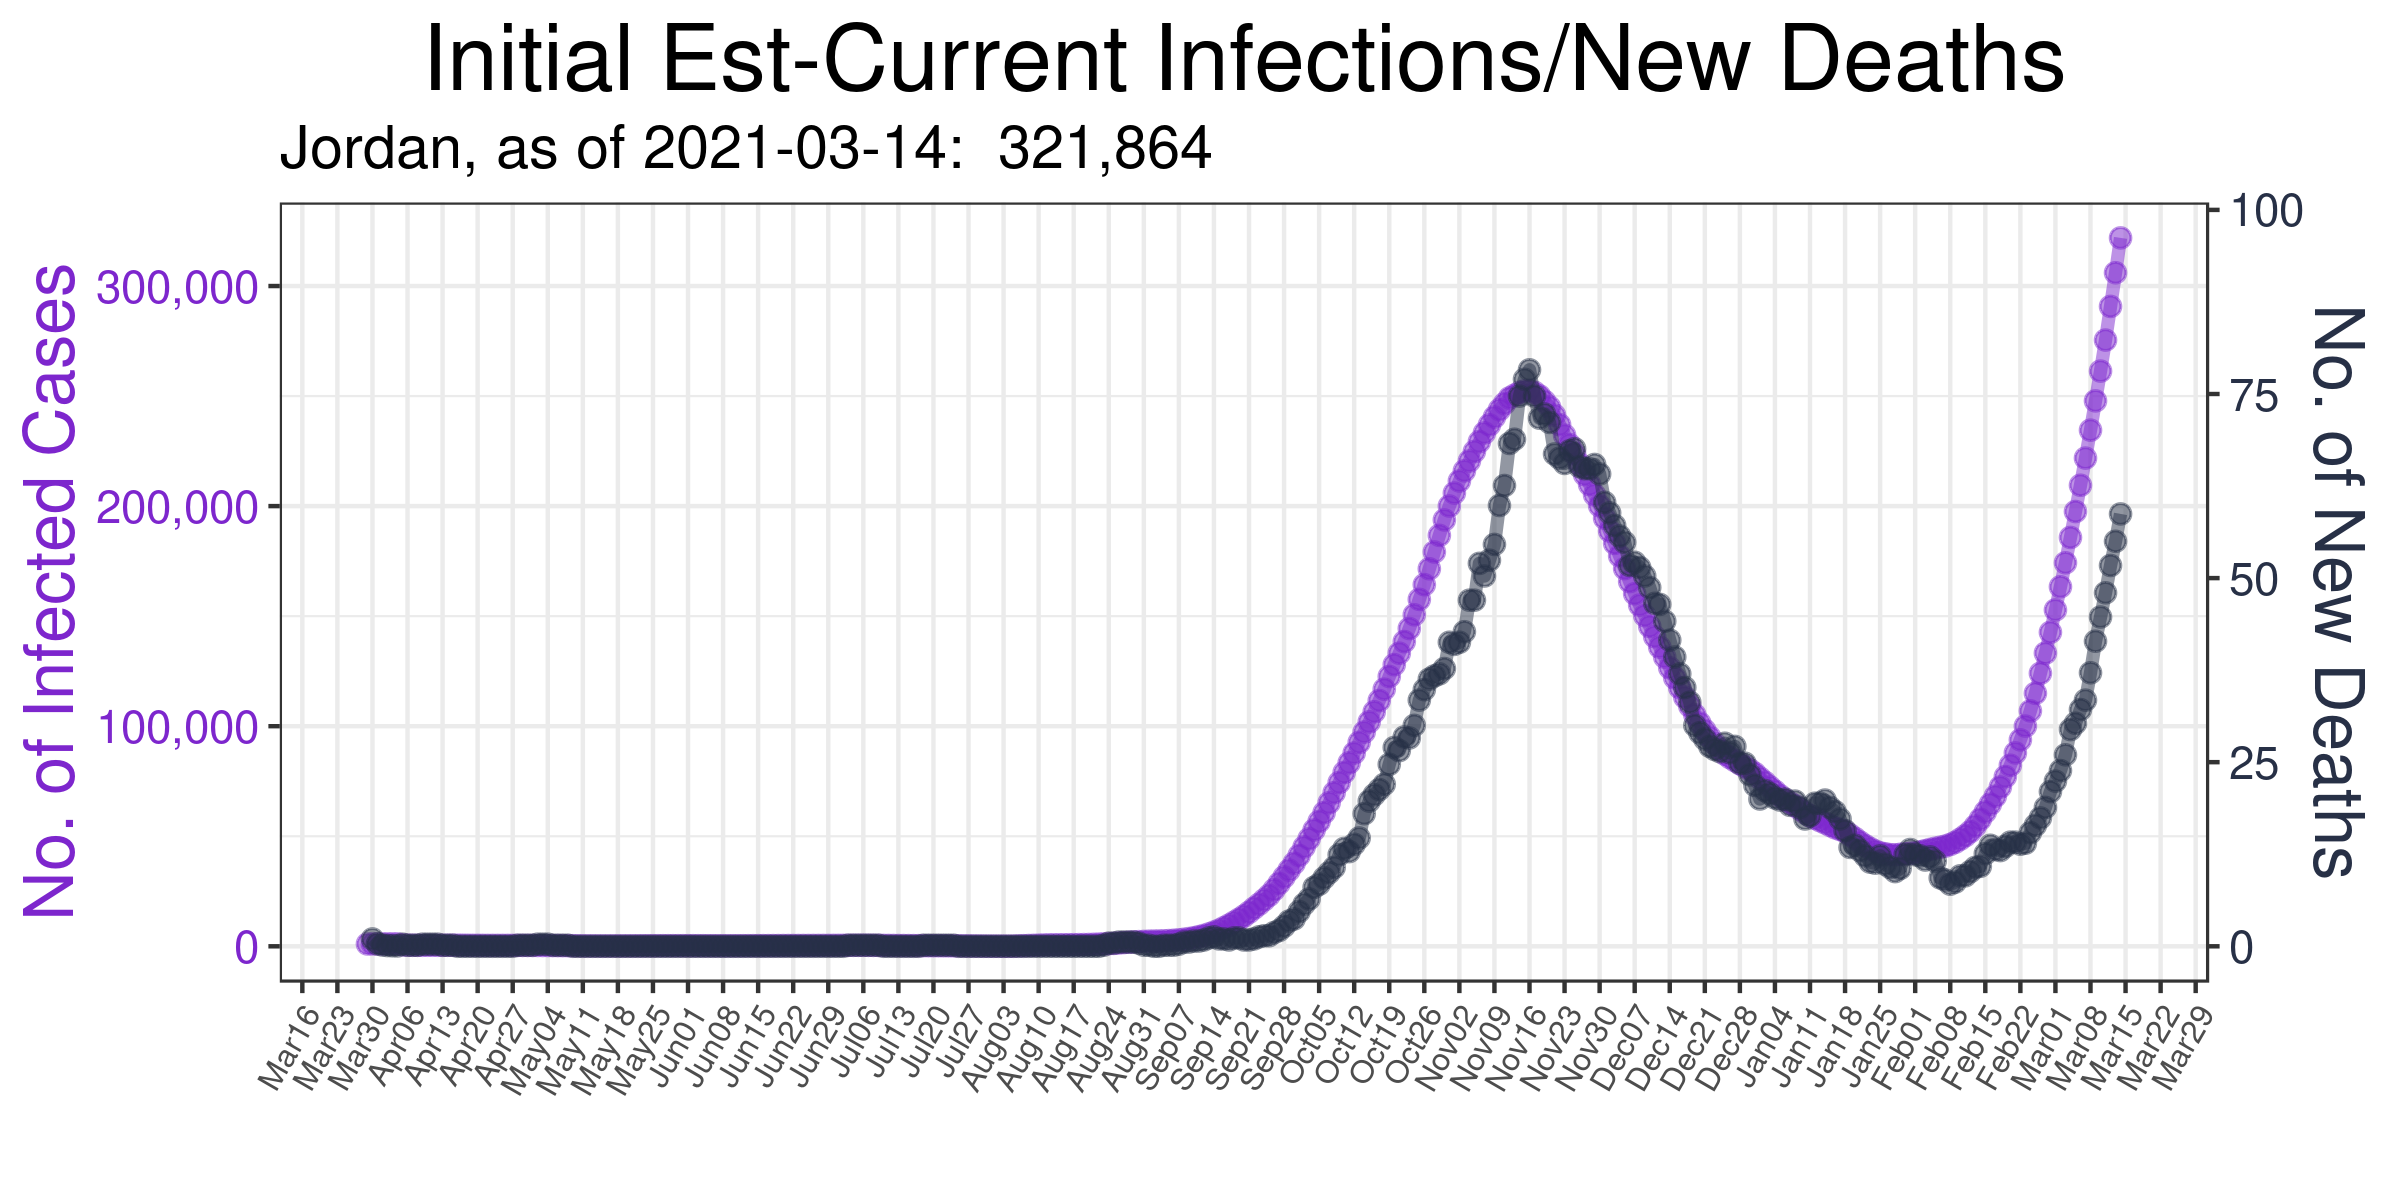 Initial Est-Current Infections/New Deaths
Jordan, as of 2021-03-14:  321,864
No. of Infected Cases
300,000
200,000
100,000
0
100
75
50
25
0
No. of New Deaths
Mar16
Mar23
Mar30
Apr06
Apr13
Apr20
Apr27
May04
May11
May18
May25
Jun01
Jun08
Jun15
Jun22
Jun29
Jul06
Jul13
Jul20
Jul27
Aug03
Aug10
Aug17
Aug24
Aug31
Sep07
Sep14
Sep21
Sep28
Oct05
Oct12
Oct19
Oct26
Nov02
Nov09
Nov16
Nov23
Nov30
Dec07
Dec14
Dec21
Dec28
Jan04
Jan11
Jan18
Jan25
Feb01
Feb08
Feb15
Feb22
Mar01
Mar08
Mar15
Mar22
Mar29